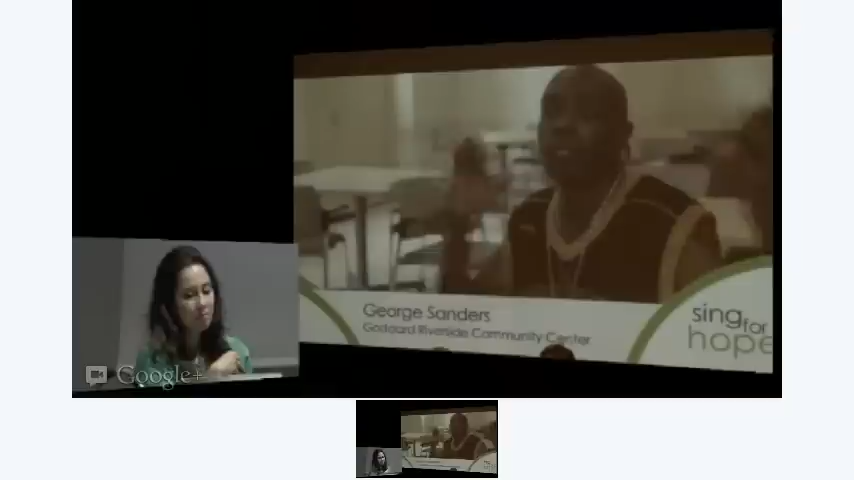 George Sanders
Goddard Riverside Community Center
sing for
hope
Google+